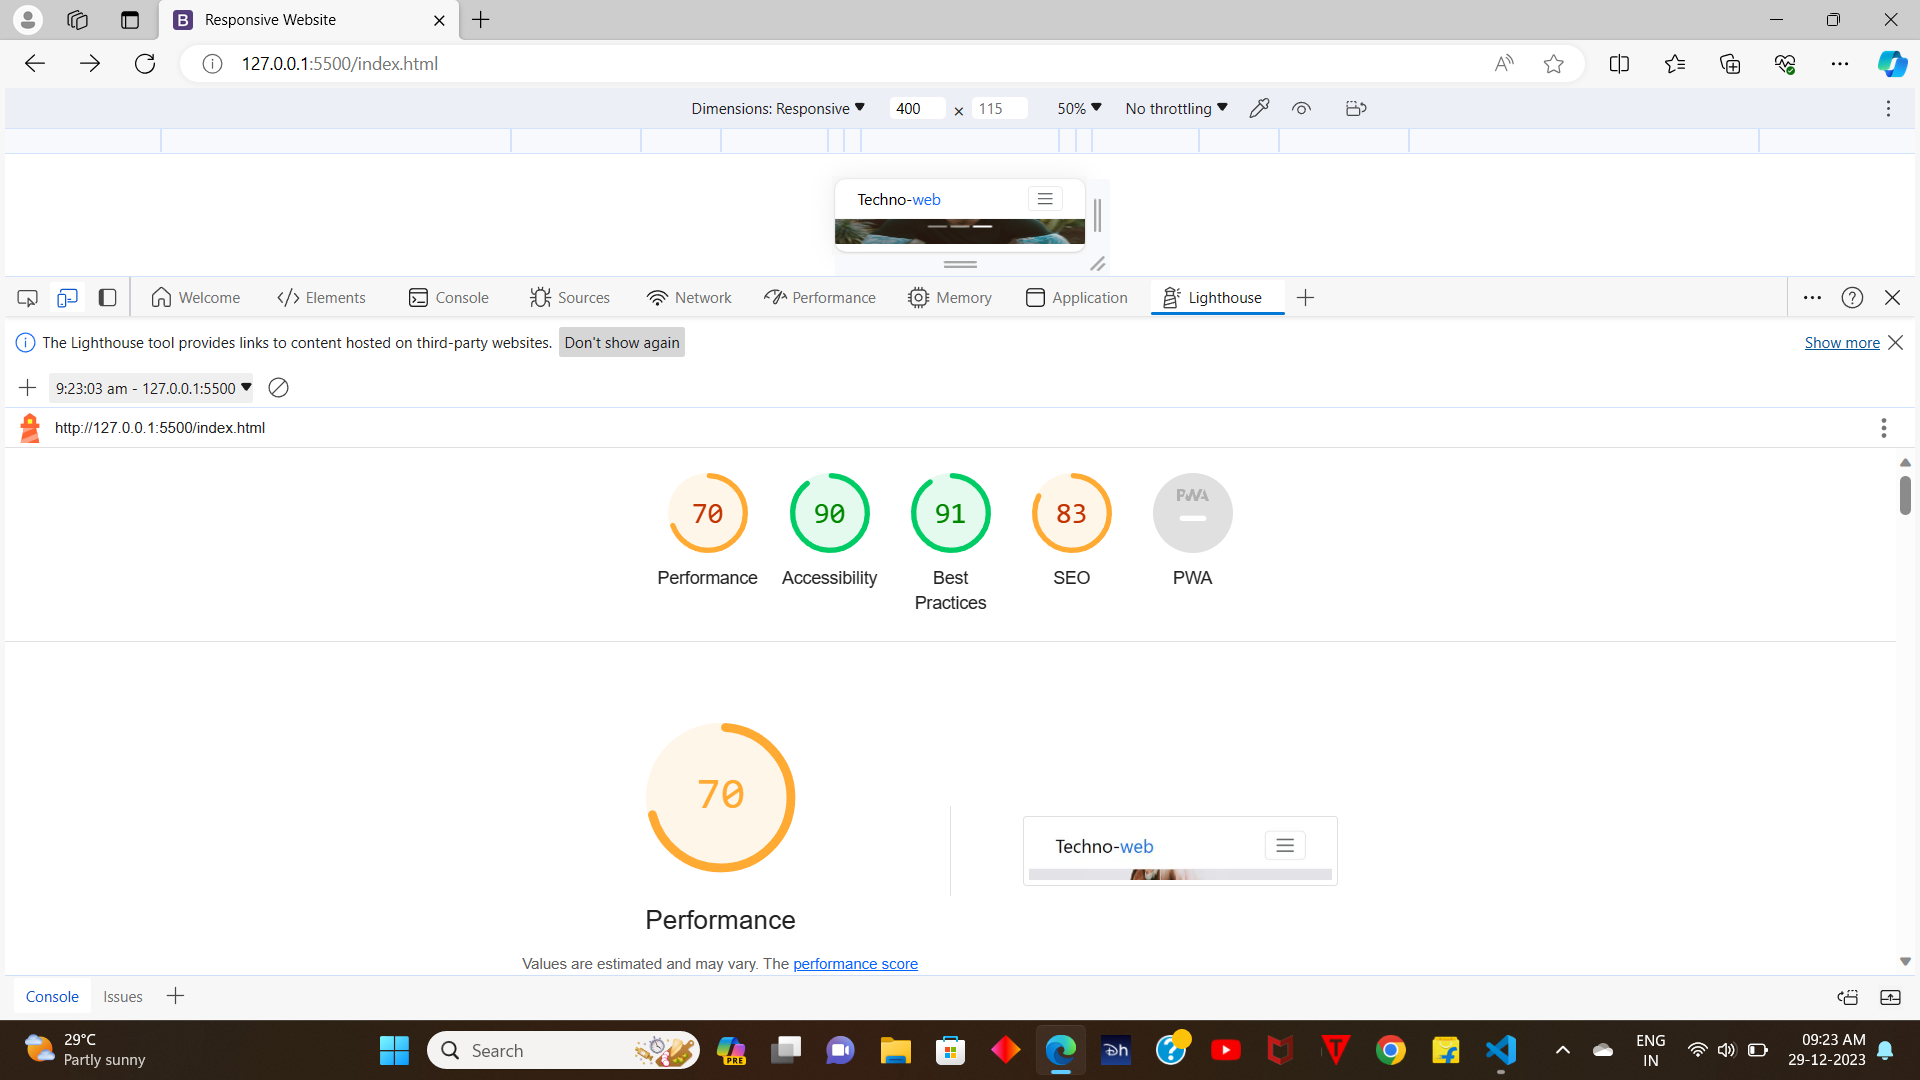 Responsive Website
127.0.0.1:5500/index.html
Dimensions: Responsive 400 × 115 50% No throttling
Techno-web
Welcome Elements Console Sources Network Performance Memory Application Lighthouse
The Lighthouse tool provides links to content hosted on third-party websites. Don't show again Show more
9:23:03 am - 127.0.0.1:5500
http://127.0.0.1:5500/index.html
70 90 91 83 PWA
Performance Accessibility Best Practices SEO PWA
70
Techno-web
Performance
Values are estimated and may vary. The performance score
Console Issues
29°C
Partly sunny
Search
PRE
ENG
IN
09:23 AM
29-12-2023